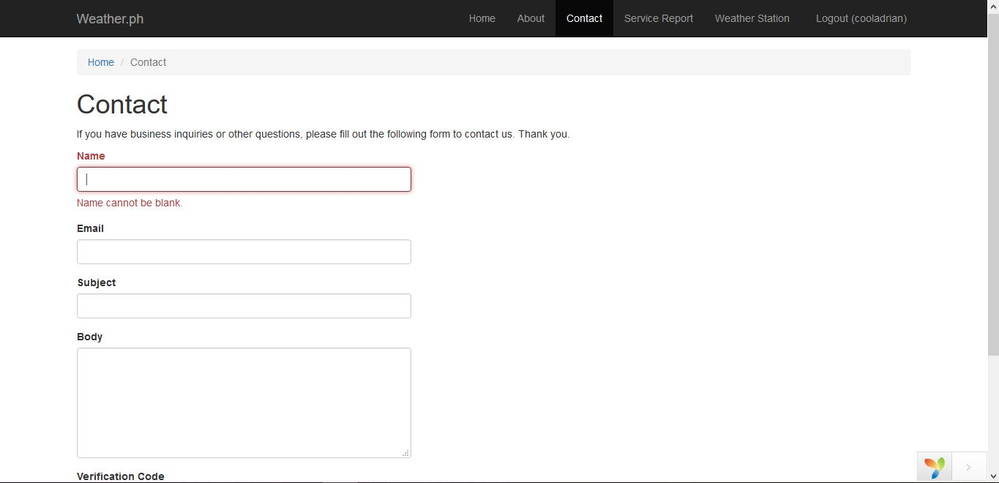 Weather.ph Home About Contact Service Report Weather Station Logout (cooladrian)
Home / Contact
Contact
If you have business inquiries or other questions, please fill out the following form to contact us. Thank you.
Name
Name cannot be blank.
Email
Subject
Body
Verification Code